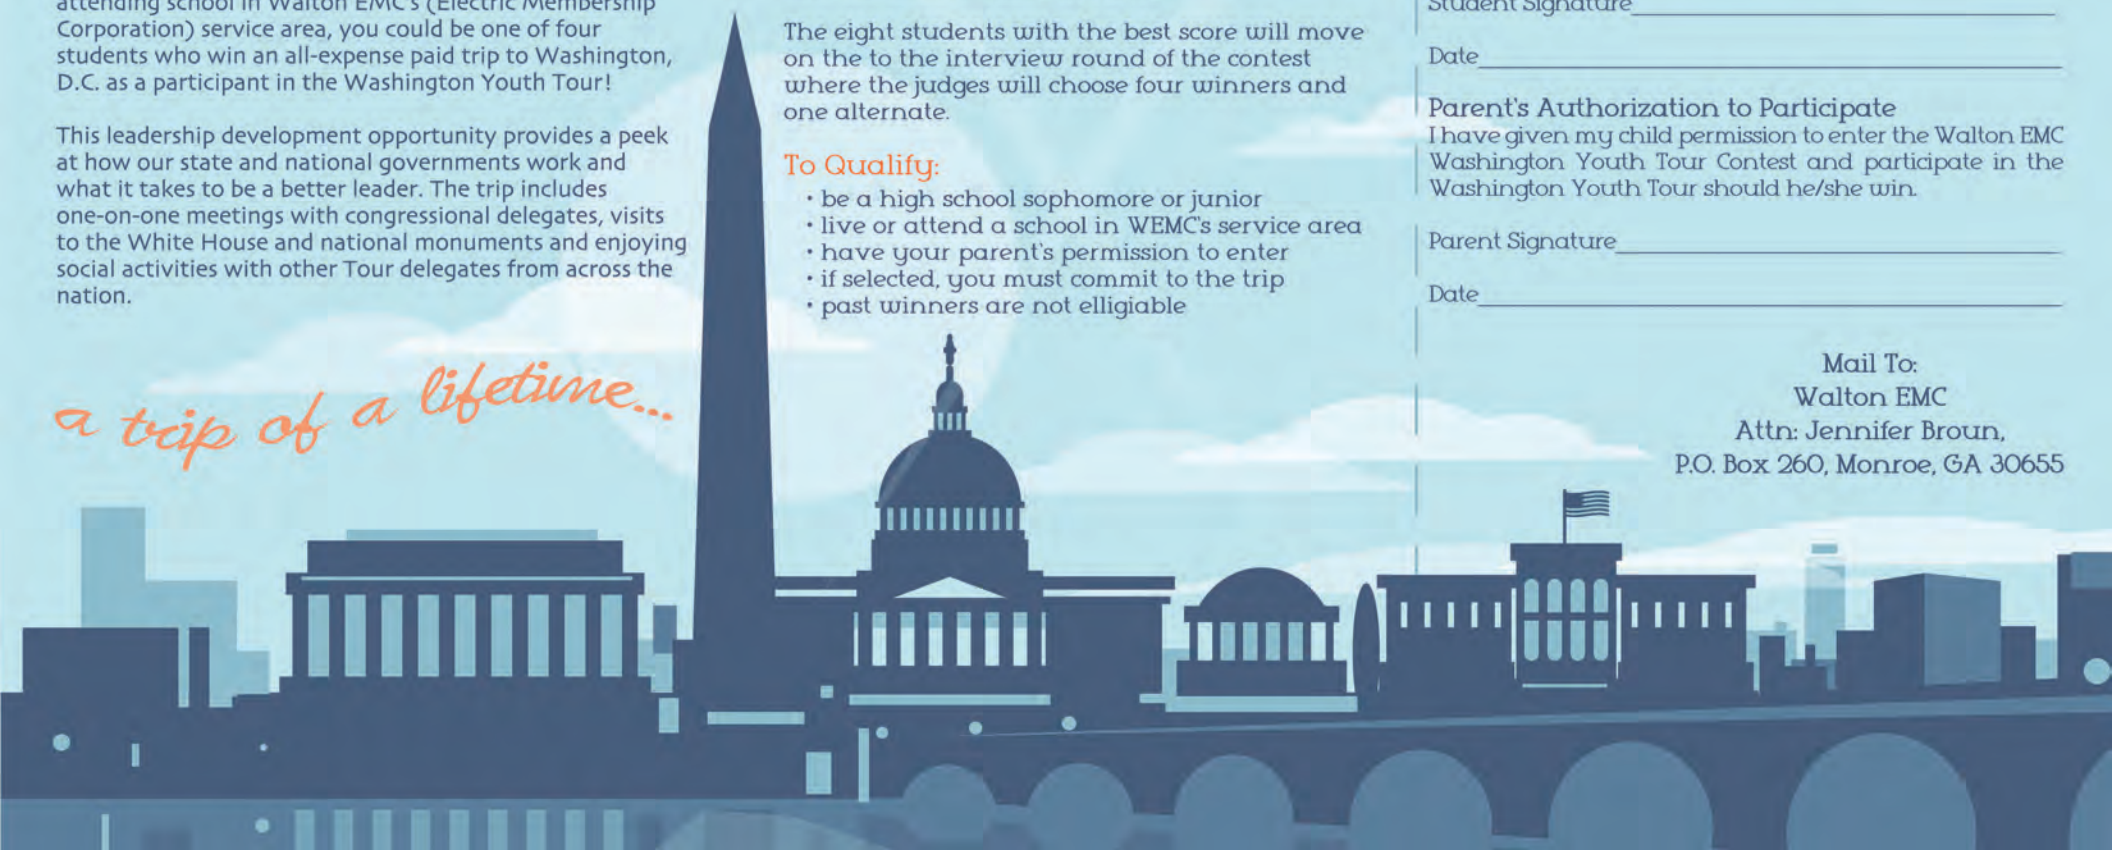 attending school in Walton EMC's (Electric Membership
Corporation) service area, you could be one of four
students who win an all-expense paid trip to Washington,
D.C. as a participant in the Washington Youth Tour!
This leadership development opportunity provides a peek
at how our state and national governments work and
what it takes to be a better leader. The trip includes
one-on-one meetings with congressional delegates, visits
to the White House and national monuments and enjoying
social activities with other Tour delegates from across the
nation.
a trip of a lifetime...
The eight students with the best score will move
on the to the interview round of the contest
where the judges will choose four winners and
one alternate.
To Qualify:
• be a high school sophomore or junior
• live or attend a school in WEMC's service area
• have your parent's permission to enter
• if selected, you must commit to the trip
• past winners are not elligiable
Student Signature
Date
Parent's Authorization to Participate
I have given my child permission to enter the Walton EMC
Washington Youth Tour Contest and participate in the
Washington Youth Tour should he/she win.
Parent Signature
Date
Mail To:
Walton EMC
Attn: Jennifer Broun,
P.O. Box 260, Monroe, GA 30655